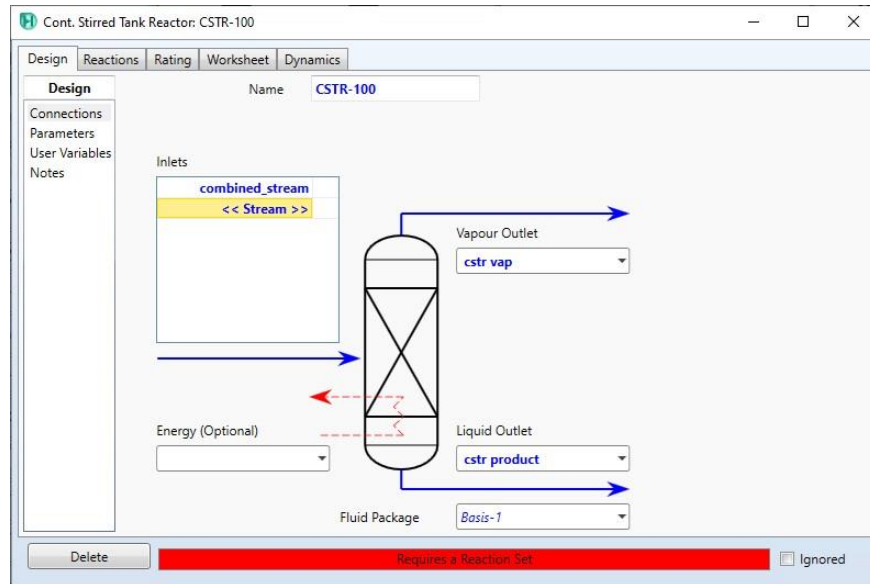 Cont. Stirred Tank Reactor: CSTR-100
Design Reactions Rating Worksheet Dynamics
Design
Connections
Parameters
User Variables
Notes
Name CSTR-100
Inlets
combined_stream
<< Stream >>
Vapour Outlet
cstr vap
Energy (Optional)
Liquid Outlet
cstr product
Fluid Package Basis-1
Delete Requires a Reaction Set Ignored